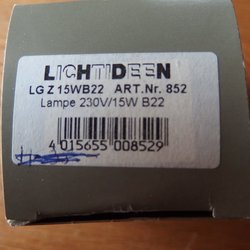 LICHTIDEEN
LG Z 15WB22 ART.Nr. 852
Lampe 230V/15W B22
4 015655 008529